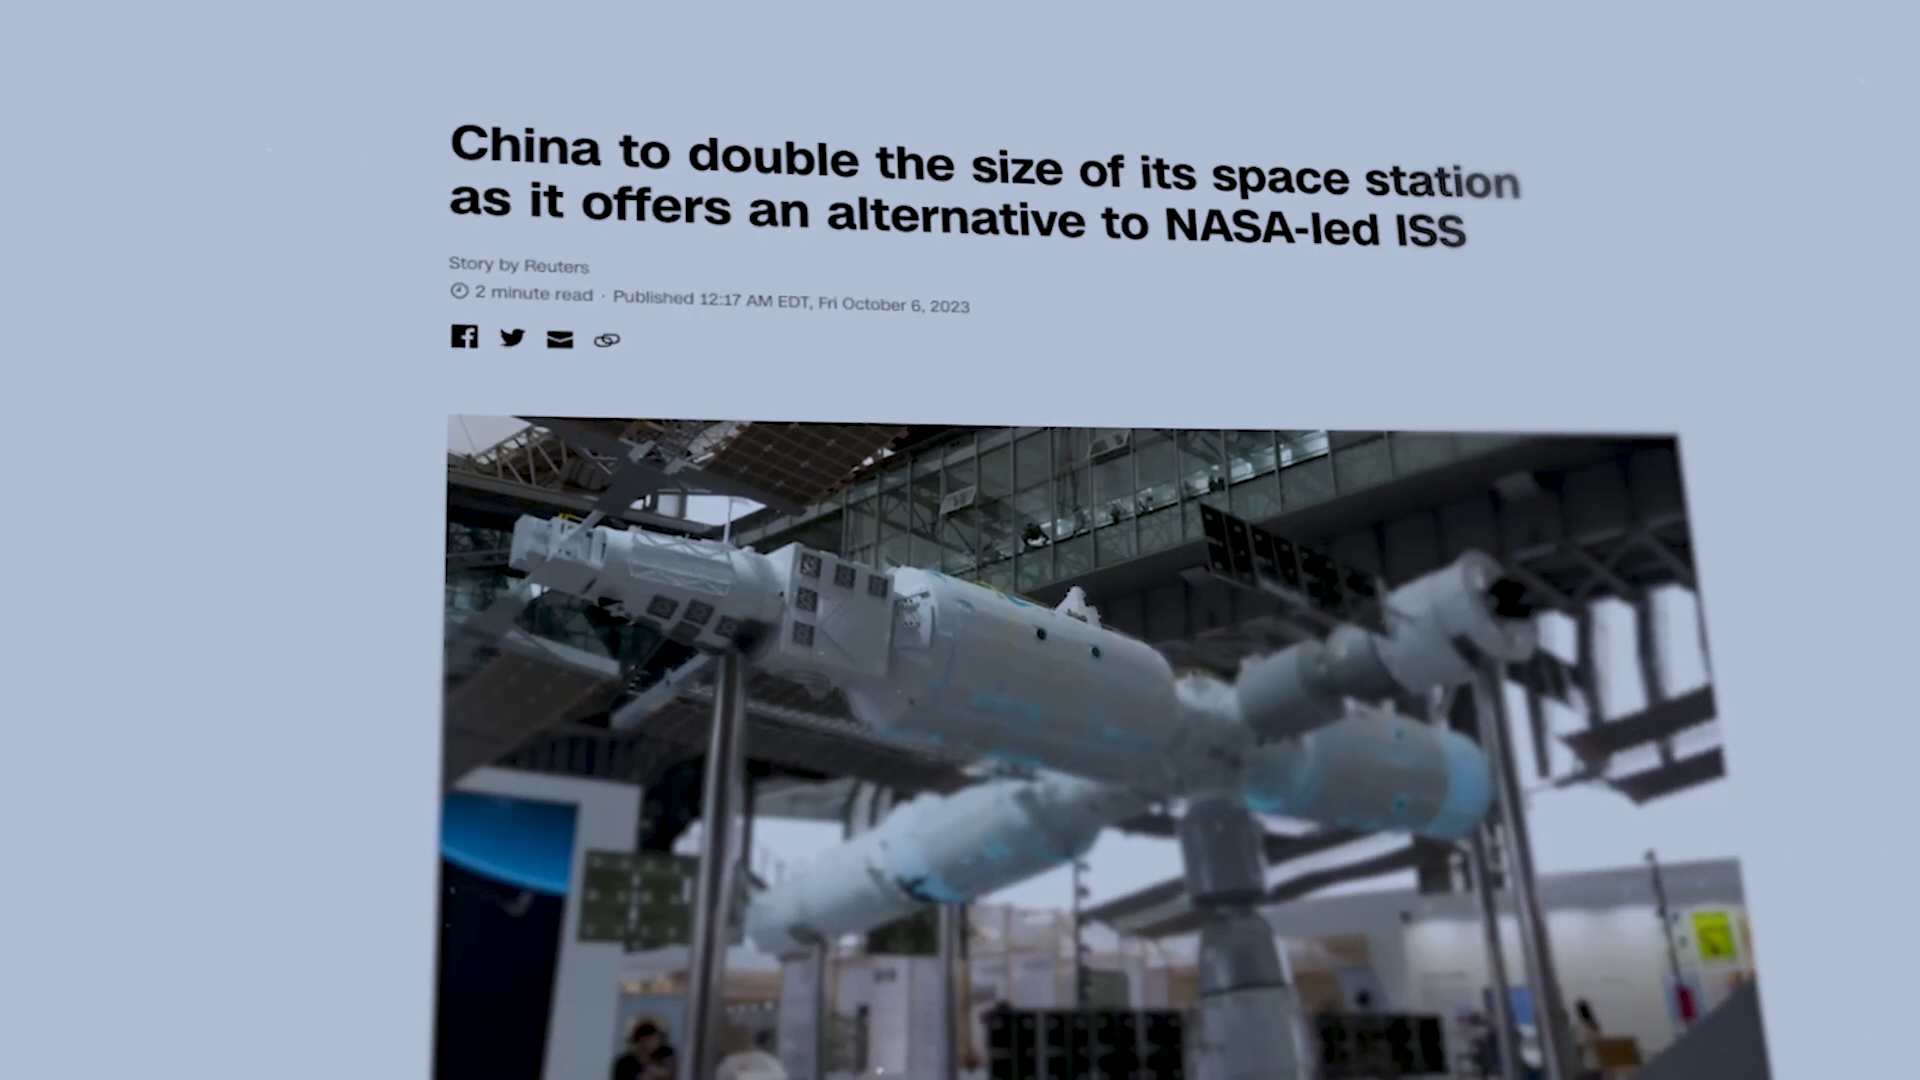 China to double the size of its space station
as it offers an alternative to NASA-led ISS
Story by Reuters
2 minute read · Published 12:17 AM EDT, Fri October 6, 2023